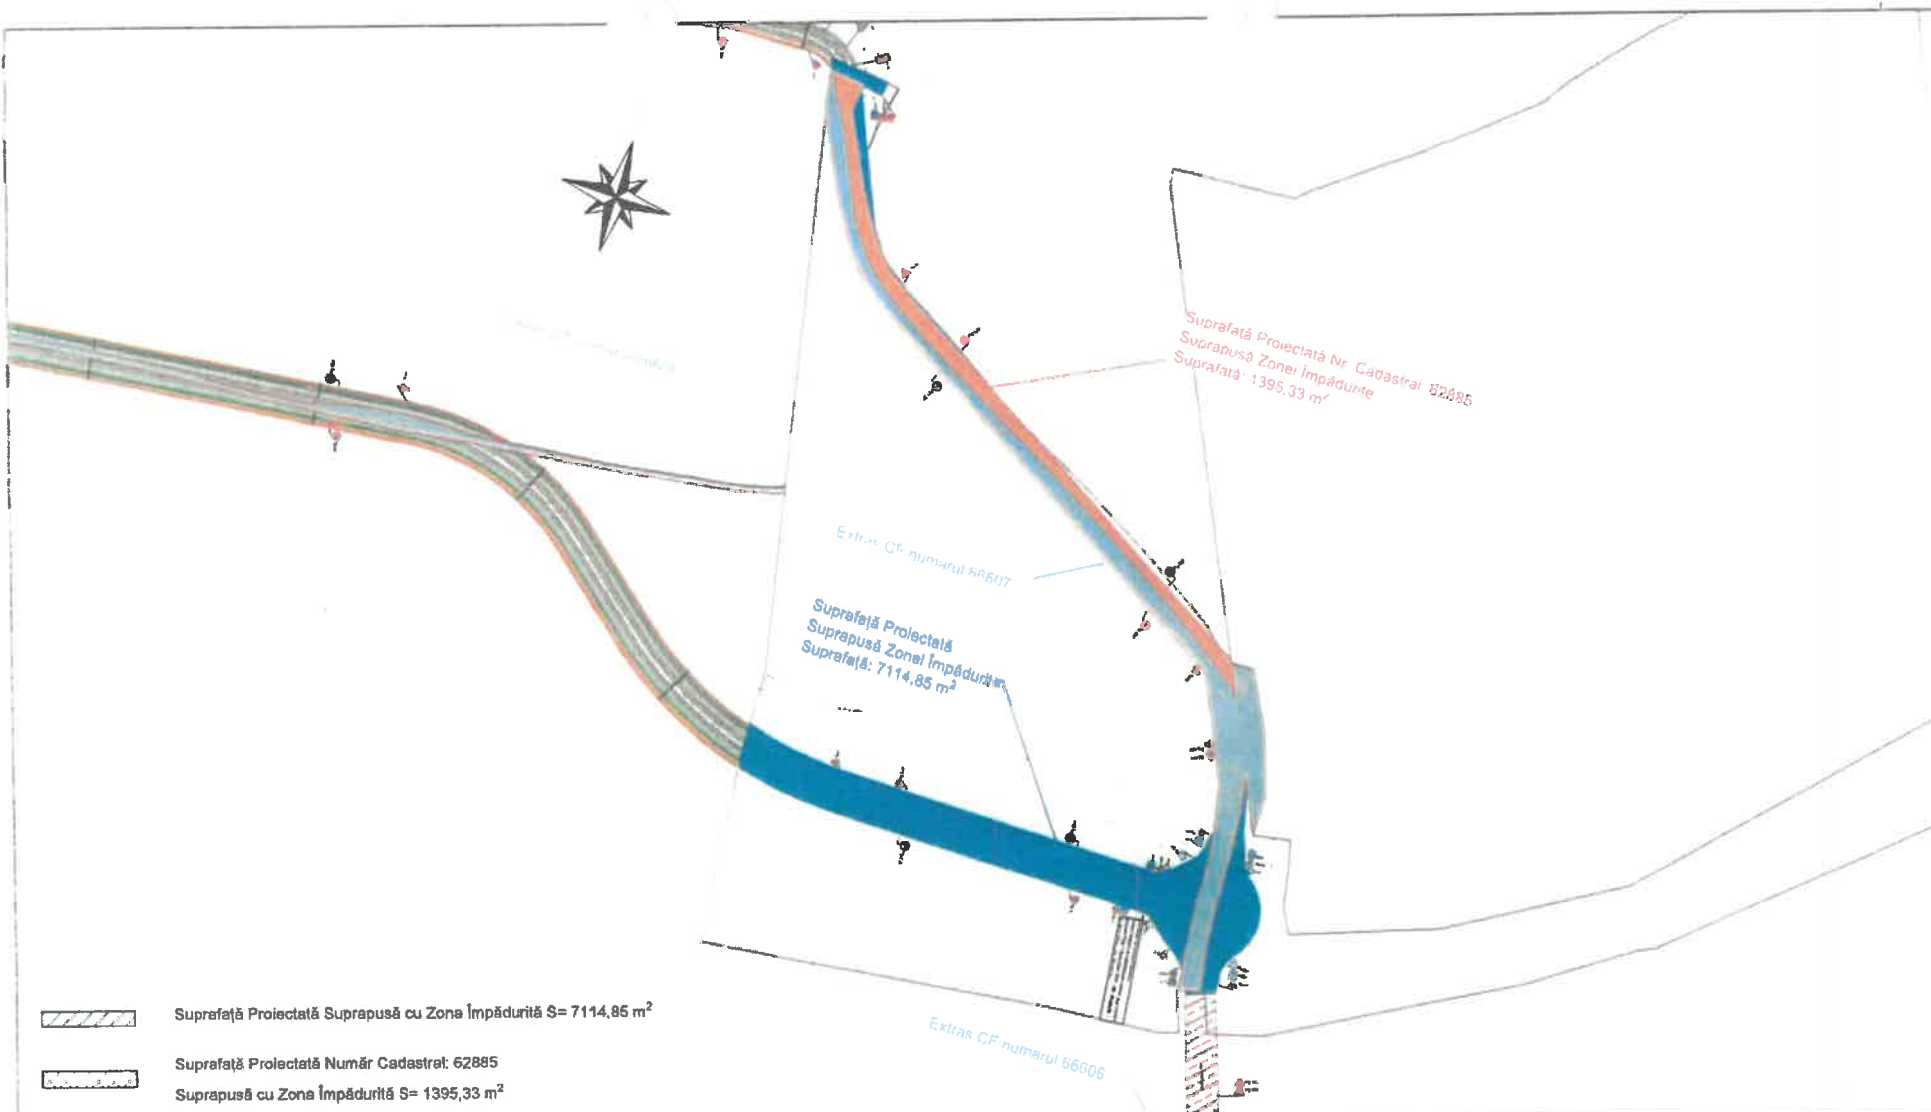 Suprafață Proiectată Nr. Cadastral 62885
Suprapusă Zonei Împădurite
Suprafață: 1395,33 m²
Extras CF numarul 66607
Suprafață Proiectată
Suprapusă Zonei Împădurite
Suprafață: 7114,85 m²
Suprafață Proiectată Suprapusă cu Zona Împădurită S= 7114,85 m²
Suprafață Proiectată Număr Cadastral: 62885
Suprapusă cu Zona Împădurită S= 1395,33 m²
Extras CF numarul 66606